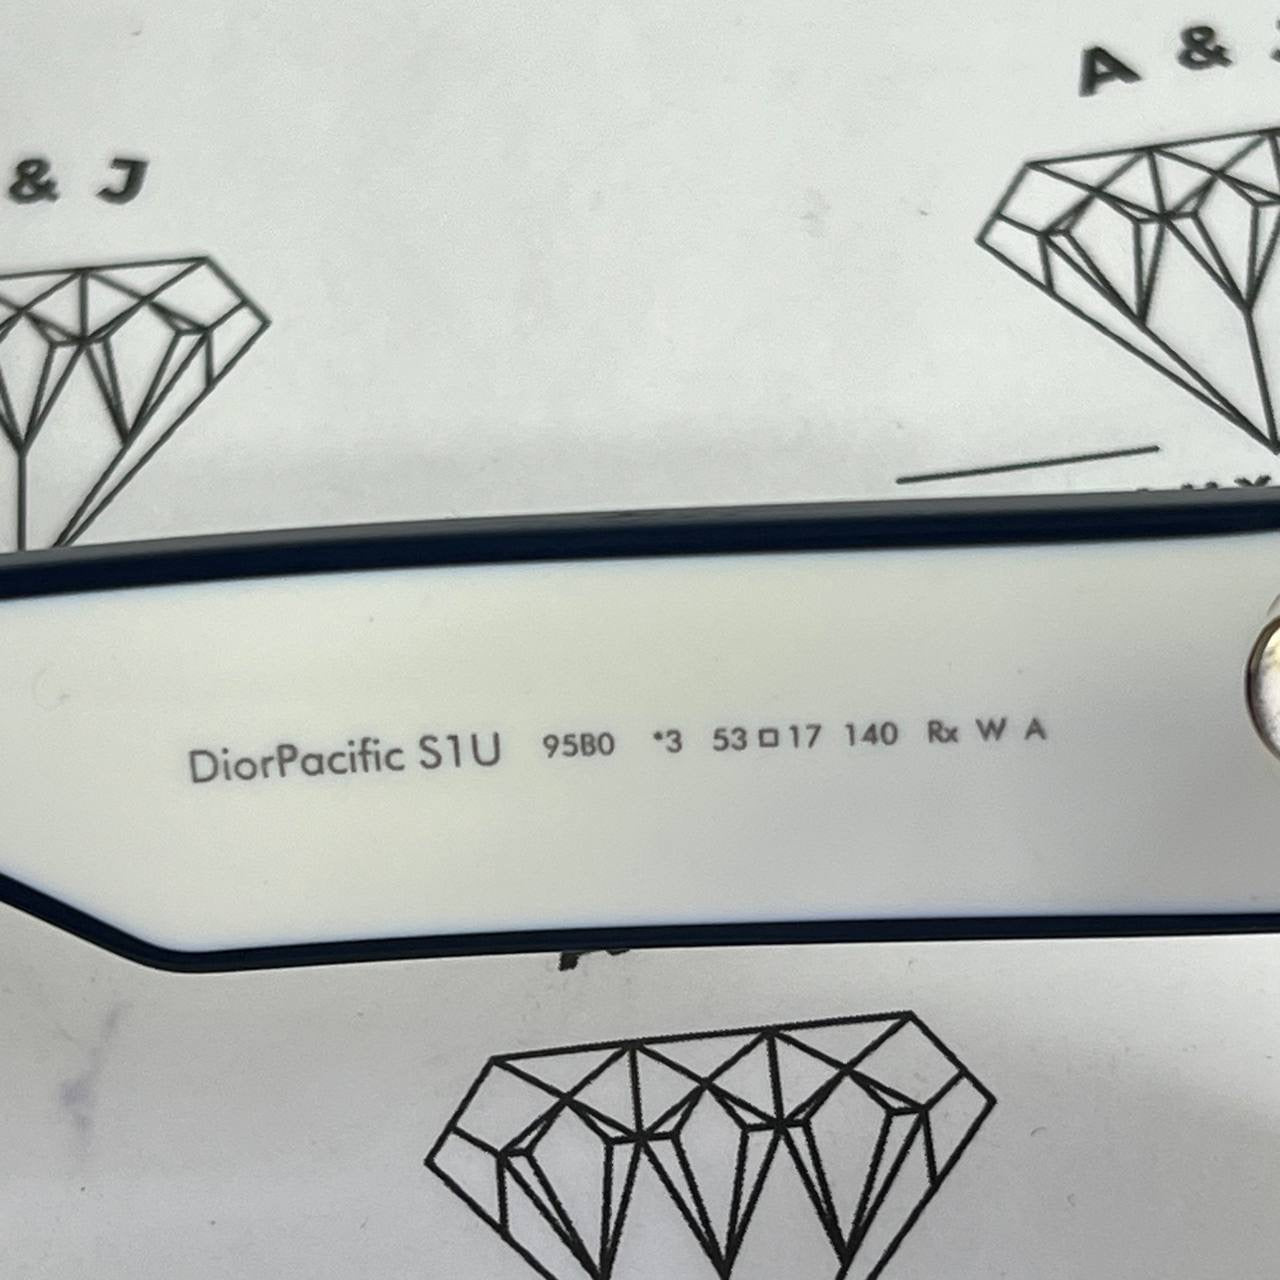 A &
& J
DiorPacific S1U 95B0 *3 53□17 140 Rx W A